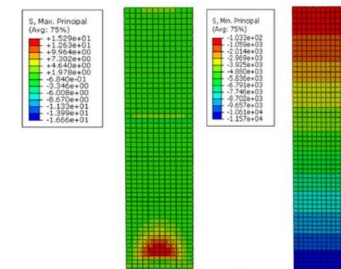 S, Max. Principal
(Avg: 75%)
+1.529e+01
+1.263e+01
+9.964e+00
+7.302e+00
+4.640e+00
+1.978e+00
-6.840e-01
-3.346e+00
-6.008e+00
-8.670e+00
-1.133e+01
-1.399e+01
-1.666e+01
S, Min. Principal
(Avg: 75%)
-1.033e+02
-1.059e+03
-2.014e+03
-2.969e+03
-3.925e+03
-4.880e+03
-5.836e+03
-6.791e+03
-7.746e+03
-8.702e+03
-9.657e+03
-1.061e+04
-1.157e+04